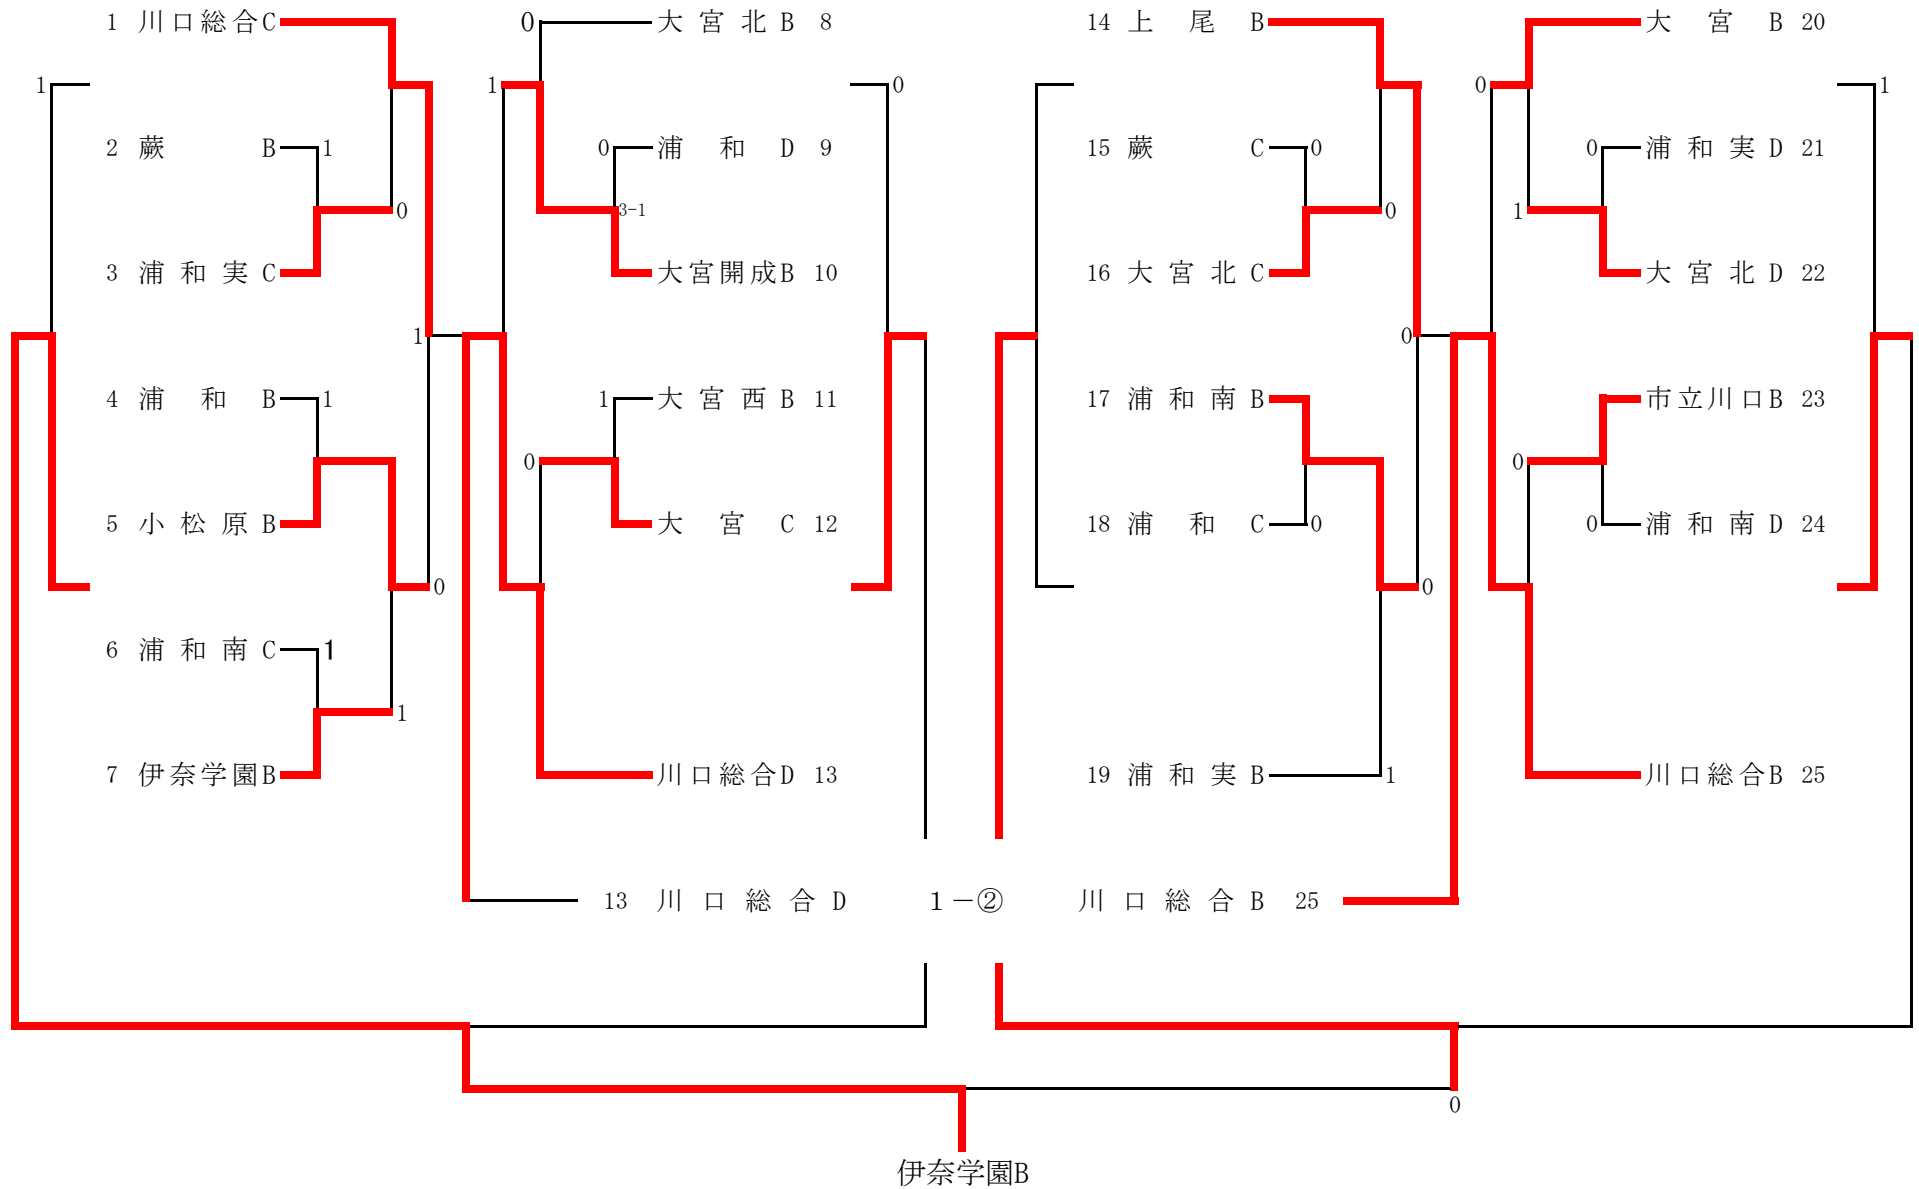 1 川口総合C 0 大宮北B 8 14 上尾B 大宮B 20
1 1 0 0 1
2 蕨B 1 0 浦和D 9 15 蕨C 0 0 浦和実D 21
0 3-1 0 1
3 浦和実C 大宮開成B 10 16 大宮北C 大宮北D 22
1 0
4 浦和B 1 1 大宮西B 11 17 浦和南B 市立川口B 23
0 0
5 小松原B 大宮C 12 18 浦和C 0 0 浦和南D 24
0 0
6 浦和南C 1
1
7 伊奈学園B 川口総合D 13 19 浦和実B 1 川口総合B 25
13 川口総合D 1-② 川口総合B 25
0
伊奈学園B